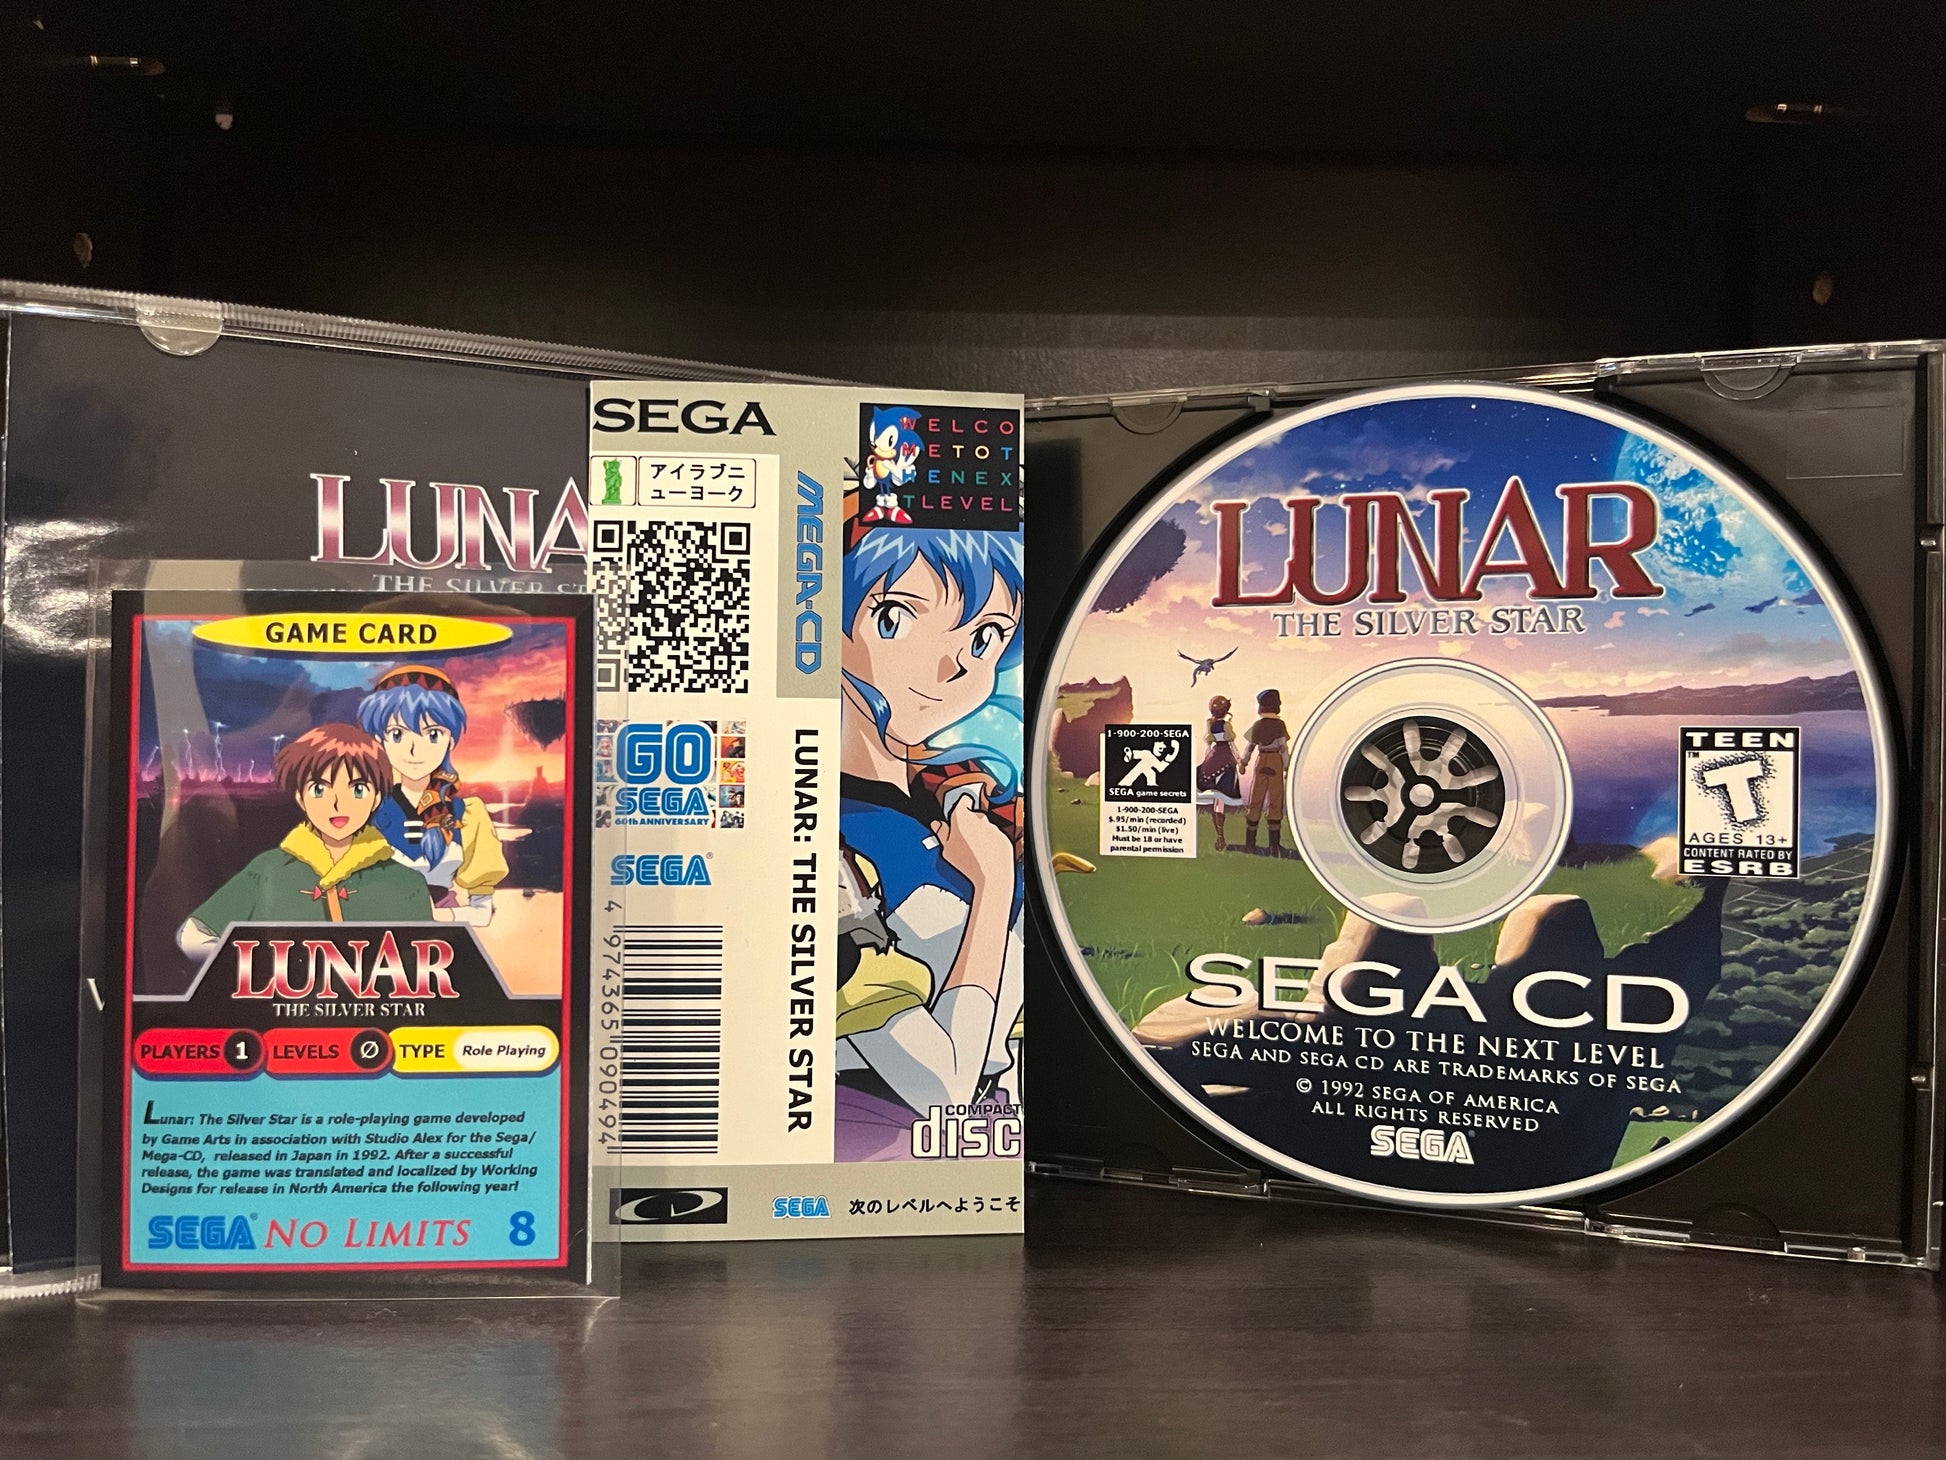 LUNA
THE SILVER ST
GAME CARD
LUNAR
THE SILVER STAR
PLAYERS 1 LEVELS Ø TYPE Role Playing
Lunar: The Silver Star is a role-playing game developed
by Game Arts in association with Studio Alex for the Sega/
Mega-CD, released in Japan in 1992. After a successful
release, the game was translated and localized by Working
Designs for release in North America the following year!
SEGA NO LIMITS 8
SEGA
アイラブニ
ューヨーク
GO
SEGA
60th ANNIVERSARY
SEGA
4 974365 090494
MEGA-CD
LUNAR: THE SILVER STAR
WELCO
METOT
HENEX
TLEVEL
COMPACT
disc
CD
SEGA 次のレベルへようこそ
LUNAR
THE SILVER STAR
1-900-200-SEGA
SEGA game secrets
1-900-200-SEGA
$.95/min (recorded)
$1.50/min (live)
Must be 18 or have
parental permission
TEEN
T
TM
AGES 13+
CONTENT RATED BY
ESRB
SEGA CD
WELCOME TO THE NEXT LEVEL
SEGA AND SEGA CD ARE TRADEMARKS OF SEGA
© 1992 SEGA OF AMERICA
ALL RIGHTS RESERVED
SEGA